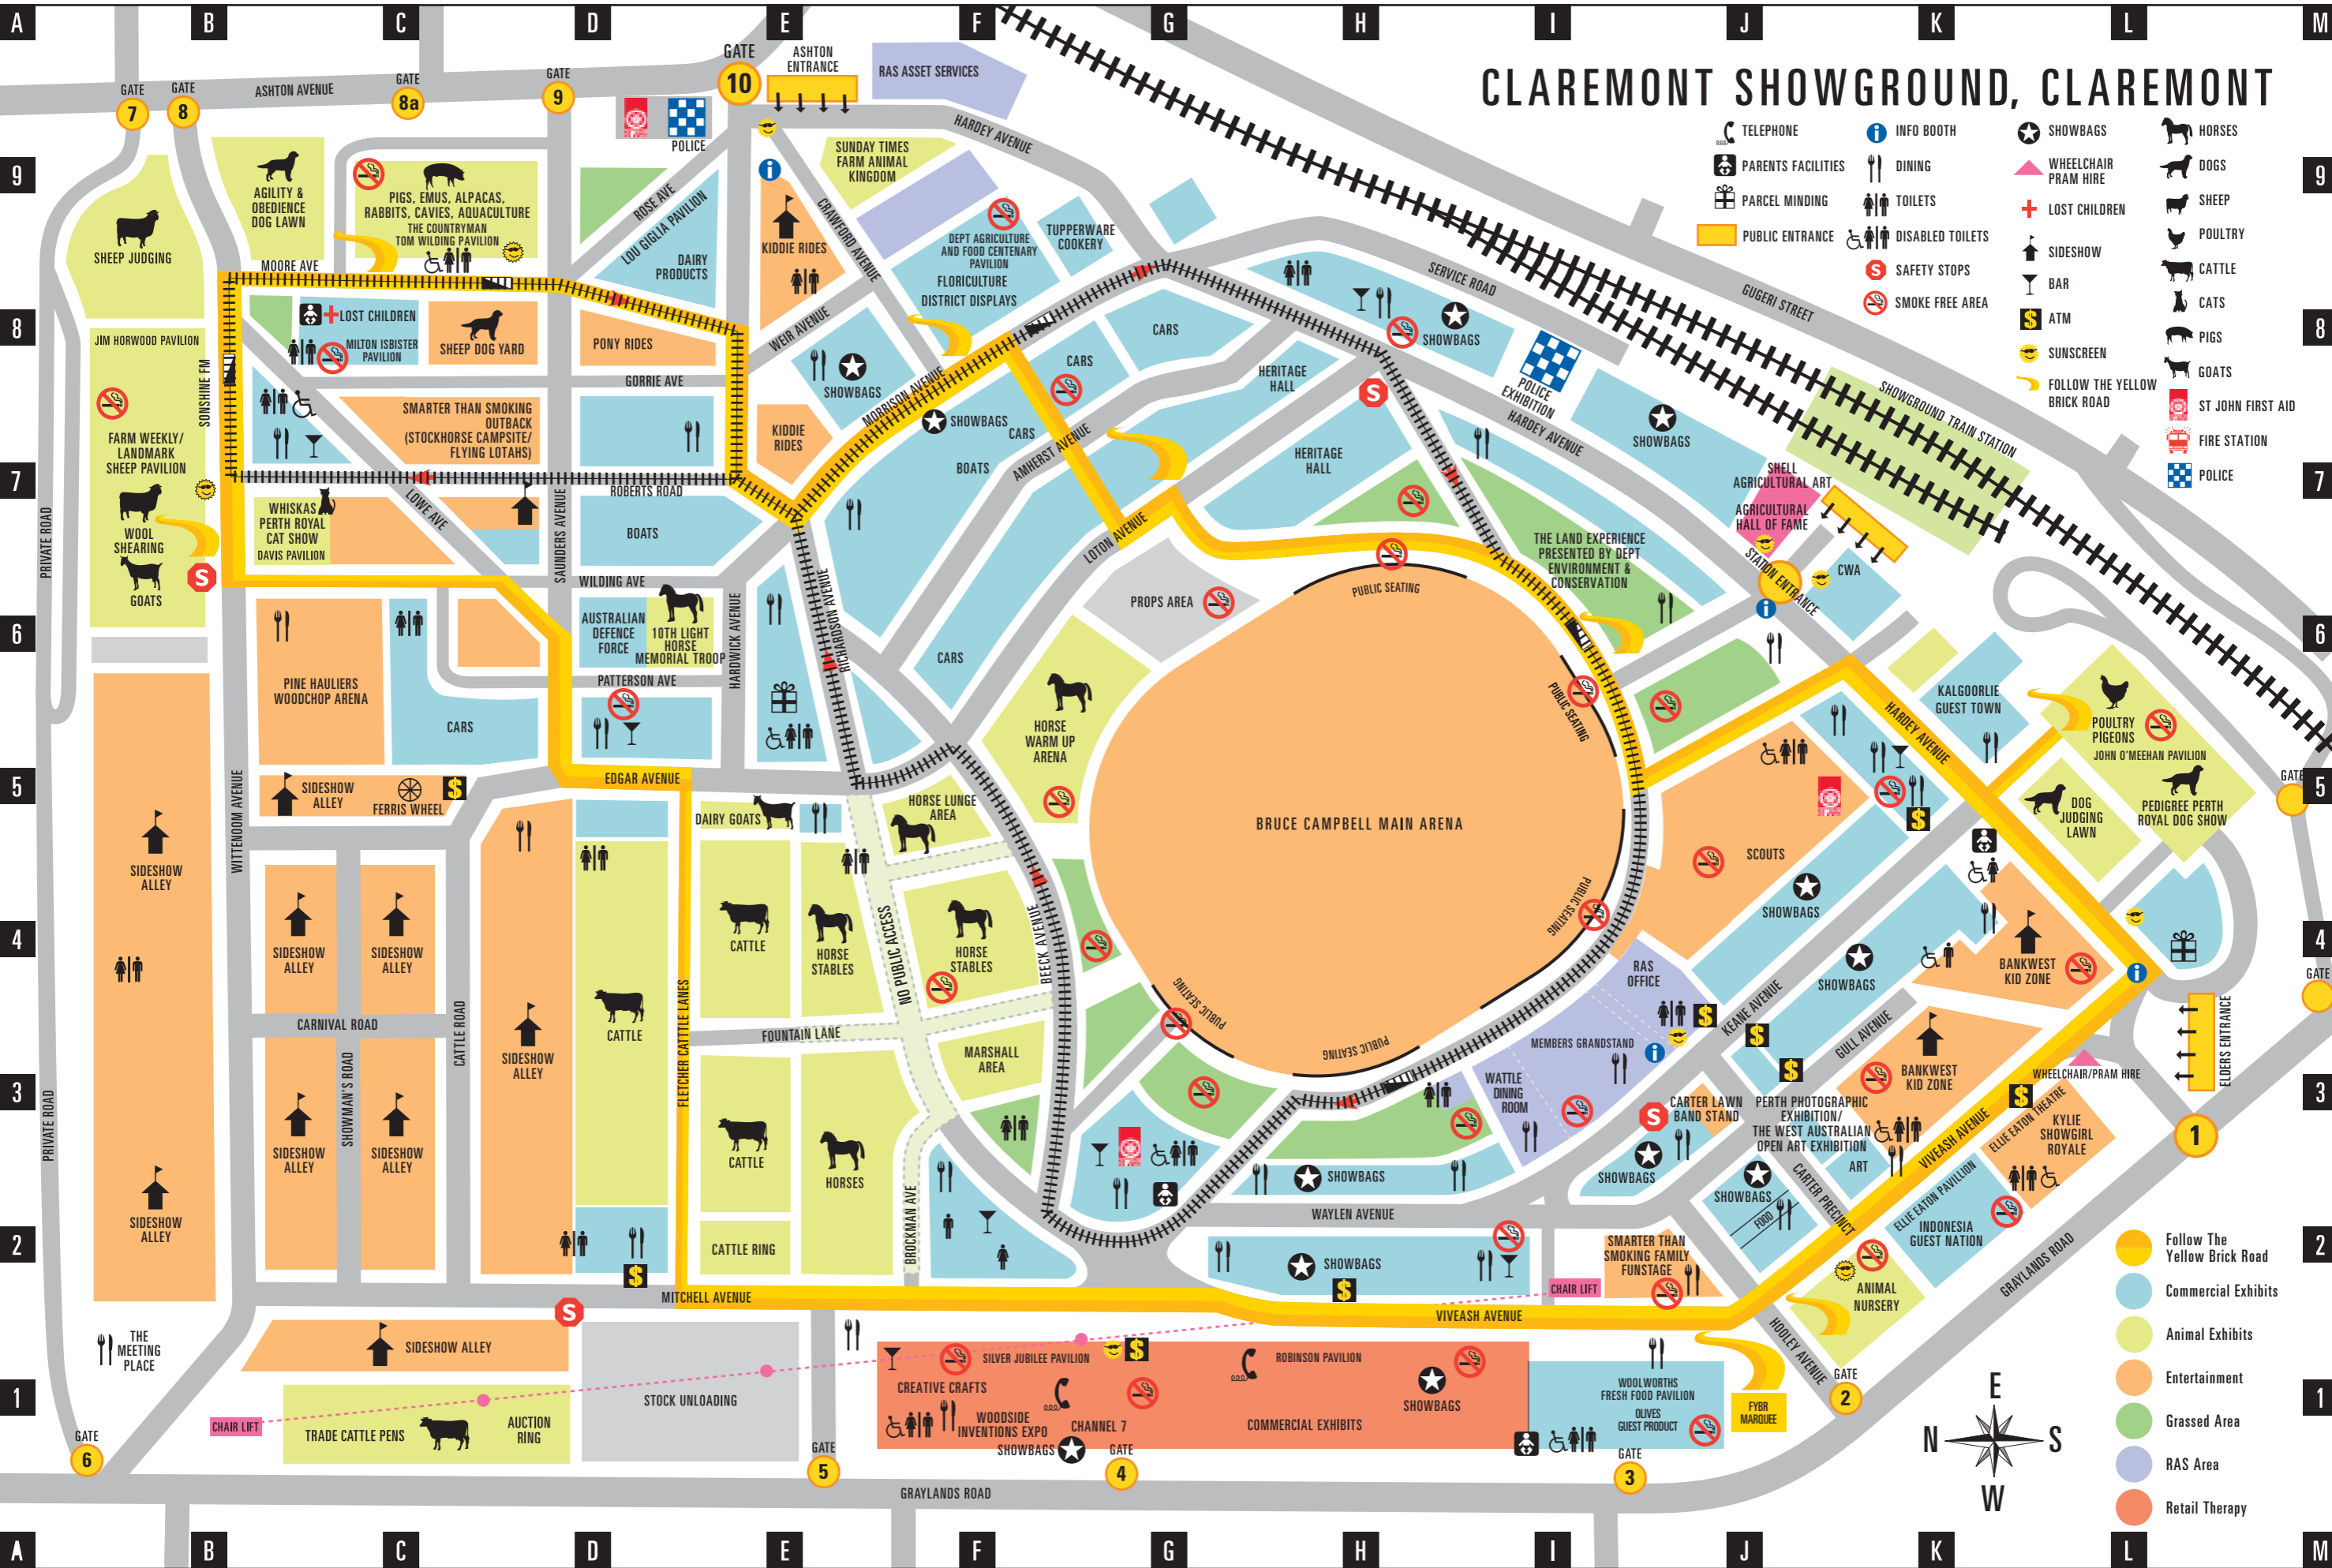 A
B
C
D
E
F
G
H
I
J
K
L
M
CLAREMONT SHOWGROUND, CLAREMONT
TELEPHONE
PARENTS FACILITIES
PARCEL MINDING
PUBLIC ENTRANCE
INFO BOOTH
DINING
TOILETS
DISABLED TOILETS
S
SAFETY STOPS
SMOKE FREE AREA
SHOWBAGS
WHEELCHAIR
PRAM HIRE
LOST CHILDREN
SIDESHOW
BAR
$
ATM
SUNSCREEN
FOLLOW THE YELLOW
BRICK ROAD
HORSES
DOGS
SHEEP
POULTRY
CATTLE
CATS
PIGS
GOATS
ST JOHN FIRST AID
FIRE STATION
POLICE
GATE
7
GATE
8
ASHTON AVENUE
GATE
8a
GATE
9
GATE
10
ASHTON
ENTRANCE
RAS ASSET SERVICES
POLICE
HARDEY AVENUE
9
SHEEP JUDGING
AGILITY &
OBEDIENCE
DOG LAWN
PIGS, EMUS, ALPACAS,
RABBITS, CAVIES, AQUACULTURE
THE COUNTRYMAN
TOM WILDING PAVILION
MOORE AVE
ROSE AVE
LOU GIGLIA PAVILION
DAIRY
PRODUCTS
KIDDIE RIDES
CRAWFORD AVENUE
SUNDAY TIMES
FARM ANIMAL
KINGDOM
DEPT AGRICULTURE
AND FOOD CENTENARY
PAVILION
FLORICULTURE
DISTRICT DISPLAYS
TUPPERWARE
COOKERY
SERVICE ROAD
GUGERI STREET
9
8
JIM HORWOOD PAVILION
SONSHINE FM
LOST CHILDREN
MILTON ISBISTER
PAVILION
SHEEP DOG YARD
PONY RIDES
GORRIE AVE
WEIR AVENUE
SHOWBAGS
MORRISON AVENUE
CARS
CARS
HERITAGE
HALL
SHOWBAGS
POLICE
EXHIBITION
HARDEY AVENUE
SHOWBAGS
SHOWGROUND TRAIN STATION
8
S
7
FARM WEEKLY/
LANDMARK
SHEEP PAVILION
WOOL
SHEARING
GOATS
S
SMARTER THAN SMOKING
OUTBACK
(STOCKHORSE CAMPSITE/
FLYING LOTAHS)
KIDDIE
RIDES
SHOWBAGS
CARS
BOATS
AMHERST AVENUE
HERITAGE
HALL
SHELL
AGRICULTURAL ART
AGRICULTURAL
HALL OF FAME
7
PRIVATE ROAD
WHISKAS
PERTH ROYAL
CAT SHOW
DAVIS PAVILION
LOWE AVE
SAUNDERS AVENUE
ROBERTS ROAD
BOATS
LOTON AVENUE
THE LAND EXPERIENCE
PRESENTED BY DEPT
ENVIRONMENT &
CONSERVATION
STATION ENTRANCE
CWA
WILDING AVE
PUBLIC SEATING
6
PINE HAULIERS
WOODCHOP ARENA
CARS
AUSTRALIAN
DEFENCE
FORCE
10TH LIGHT
HORSE
MEMORIAL TROOP
PATTERSON AVE
HARDWICK AVENUE
RICHARDSON AVENUE
CARS
PROPS AREA
HORSE
WARM UP
ARENA
PUBLIC SEATING
KALGOORLIE
GUEST TOWN
HARDEY AVENUE
POULTRY
PIGEONS
JOHN O'MEEHAN PAVILION
6
5
WITTENOOM AVENUE
SIDESHOW
ALLEY
FERRIS WHEEL
$
EDGAR AVENUE
DAIRY GOATS
HORSE LUNGE
AREA
BRUCE CAMPBELL MAIN ARENA
SCOUTS
$
DOG
JUDGING
LAWN
PEDIGREE PERTH
ROYAL DOG SHOW
GATE
5
SIDESHOW
ALLEY
4
SIDESHOW
ALLEY
SIDESHOW
ALLEY
CATTLE
CATTLE
HORSE
STABLES
NO PUBLIC ACCESS
HORSE
STABLES
BEECK AVENUE
PUBLIC SEATING
PUBLIC SEATING
RAS
OFFICE
SHOWBAGS
SHOWBAGS
BANKWEST
KID ZONE
4
GATE
CARNIVAL ROAD
CATTLE ROAD
SIDESHOW
ALLEY
FLETCHER CATTLE LANES
FOUNTAIN LANE
MARSHALL
AREA
PUBLIC SEATING
MEMBERS GRANDSTAND
$
KEANE AVENUE
$
$
GULL AVENUE
BANKWEST
KID ZONE
WHEELCHAIR/PRAM HIRE
ELDERS ENTRANCE
3
PRIVATE ROAD
SHOWMAN'S ROAD
SIDESHOW
ALLEY
SIDESHOW
ALLEY
CATTLE
HORSES
WATTLE
DINING
ROOM
S
CARTER LAWN
BAND STAND
PERTH PHOTOGRAPHIC
EXHIBITION/
THE WEST AUSTRALIAN
OPEN ART EXHIBITION
ART
VIVEASH AVENUE
$
ELLIE EATON THEATRE
KYLIE
SHOWGIRL
ROYALE
1
3
SIDESHOW
ALLEY
2
CATTLE RING
BROCKMAN AVE
SHOWBAGS
WAYLEN AVENUE
SHOWBAGS
SHOWBAGS
FOOD
CARTER PRECINCT
ELLIE EATON PAVILION
INDONESIA
GUEST NATION
GRAYLANDS ROAD
2
$
MITCHELL AVENUE
SHOWBAGS
$
SMARTER THAN
SMOKING FAMILY
FUNSTAGE
CHAIR LIFT
VIVEASH AVENUE
ANIMAL
NURSERY
HOOLEY AVENUE
S
THE
MEETING
PLACE
SIDESHOW ALLEY
1
STOCK UNLOADING
SILVER JUBILEE PAVILION
$
ROBINSON PAVILION
CREATIVE CRAFTS
WOODSIDE
INVENTIONS EXPO
CHANNEL 7
SHOWBAGS
COMMERCIAL EXHIBITS
SHOWBAGS
WOOLWORTHS
FRESH FOOD PAVILION
OLIVES
GUEST PRODUCT
FYBR
MARQUEE
GATE
2
1
CHAIR LIFT
TRADE CATTLE PENS
AUCTION
RING
GATE
6
GATE
5
GATE
4
GATE
3
GRAYLANDS ROAD
E
N
S
W
Follow The
Yellow Brick Road
Commercial Exhibits
Animal Exhibits
Entertainment
Grassed Area
RAS Area
Retail Therapy
A
B
C
D
E
F
G
H
I
J
K
L
M